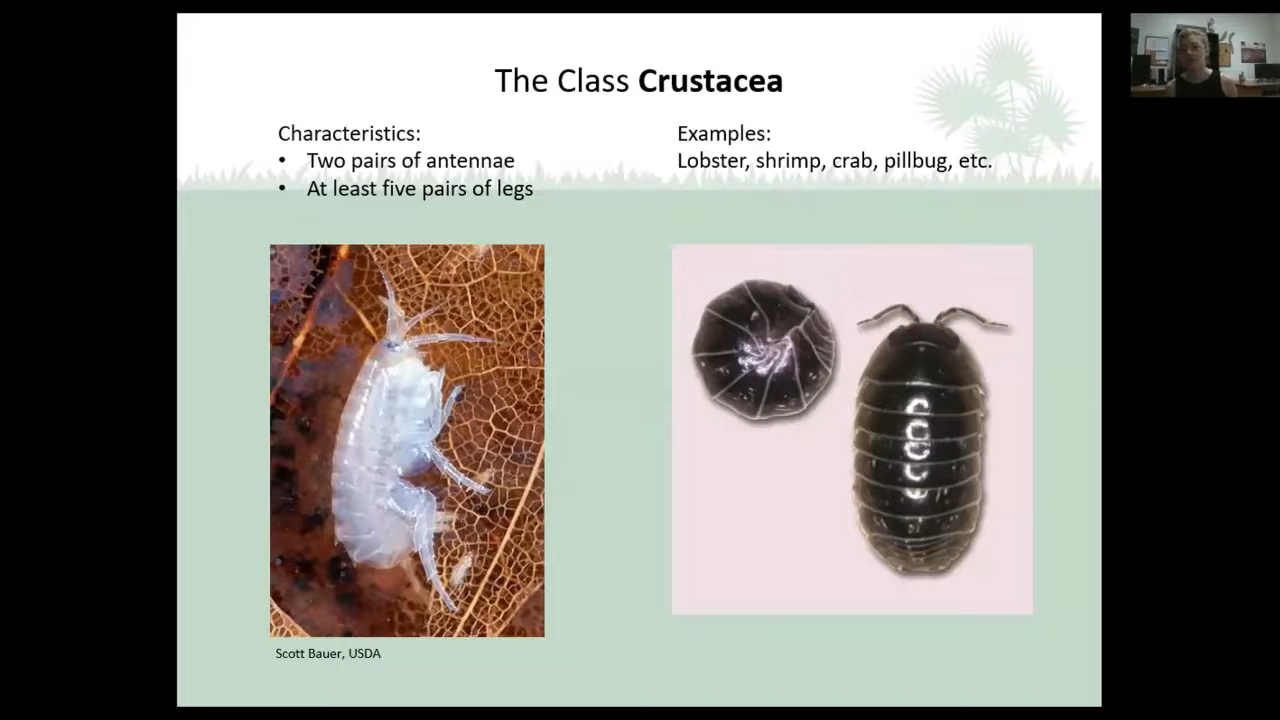 The Class Crustacea
Characteristics:
• Two pairs of antennae
• At least five pairs of legs
Examples:
Lobster, shrimp, crab, pillbug, etc.
Scott Bauer, USDA